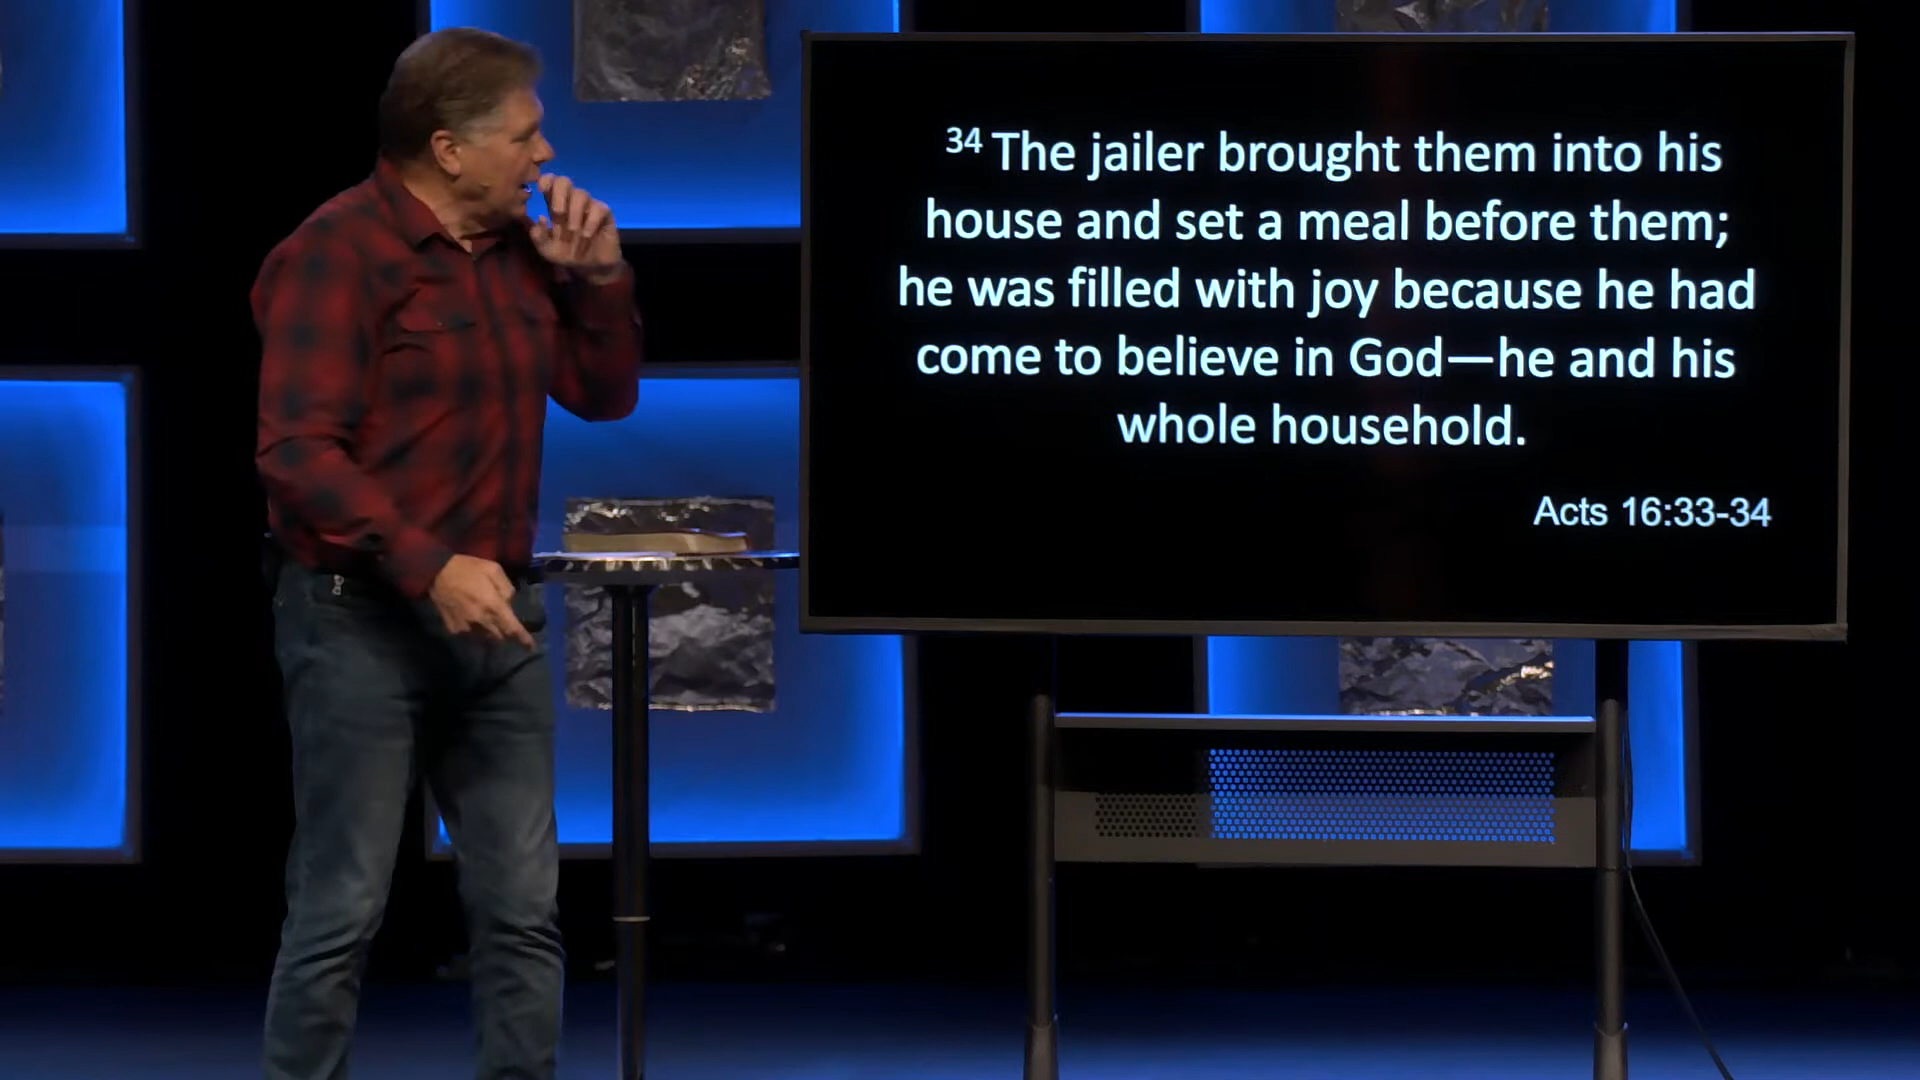 34 The jailer brought them into his
house and set a meal before them;
he was filled with joy because he had
come to believe in God—he and his
whole household.
Acts 16:33-34